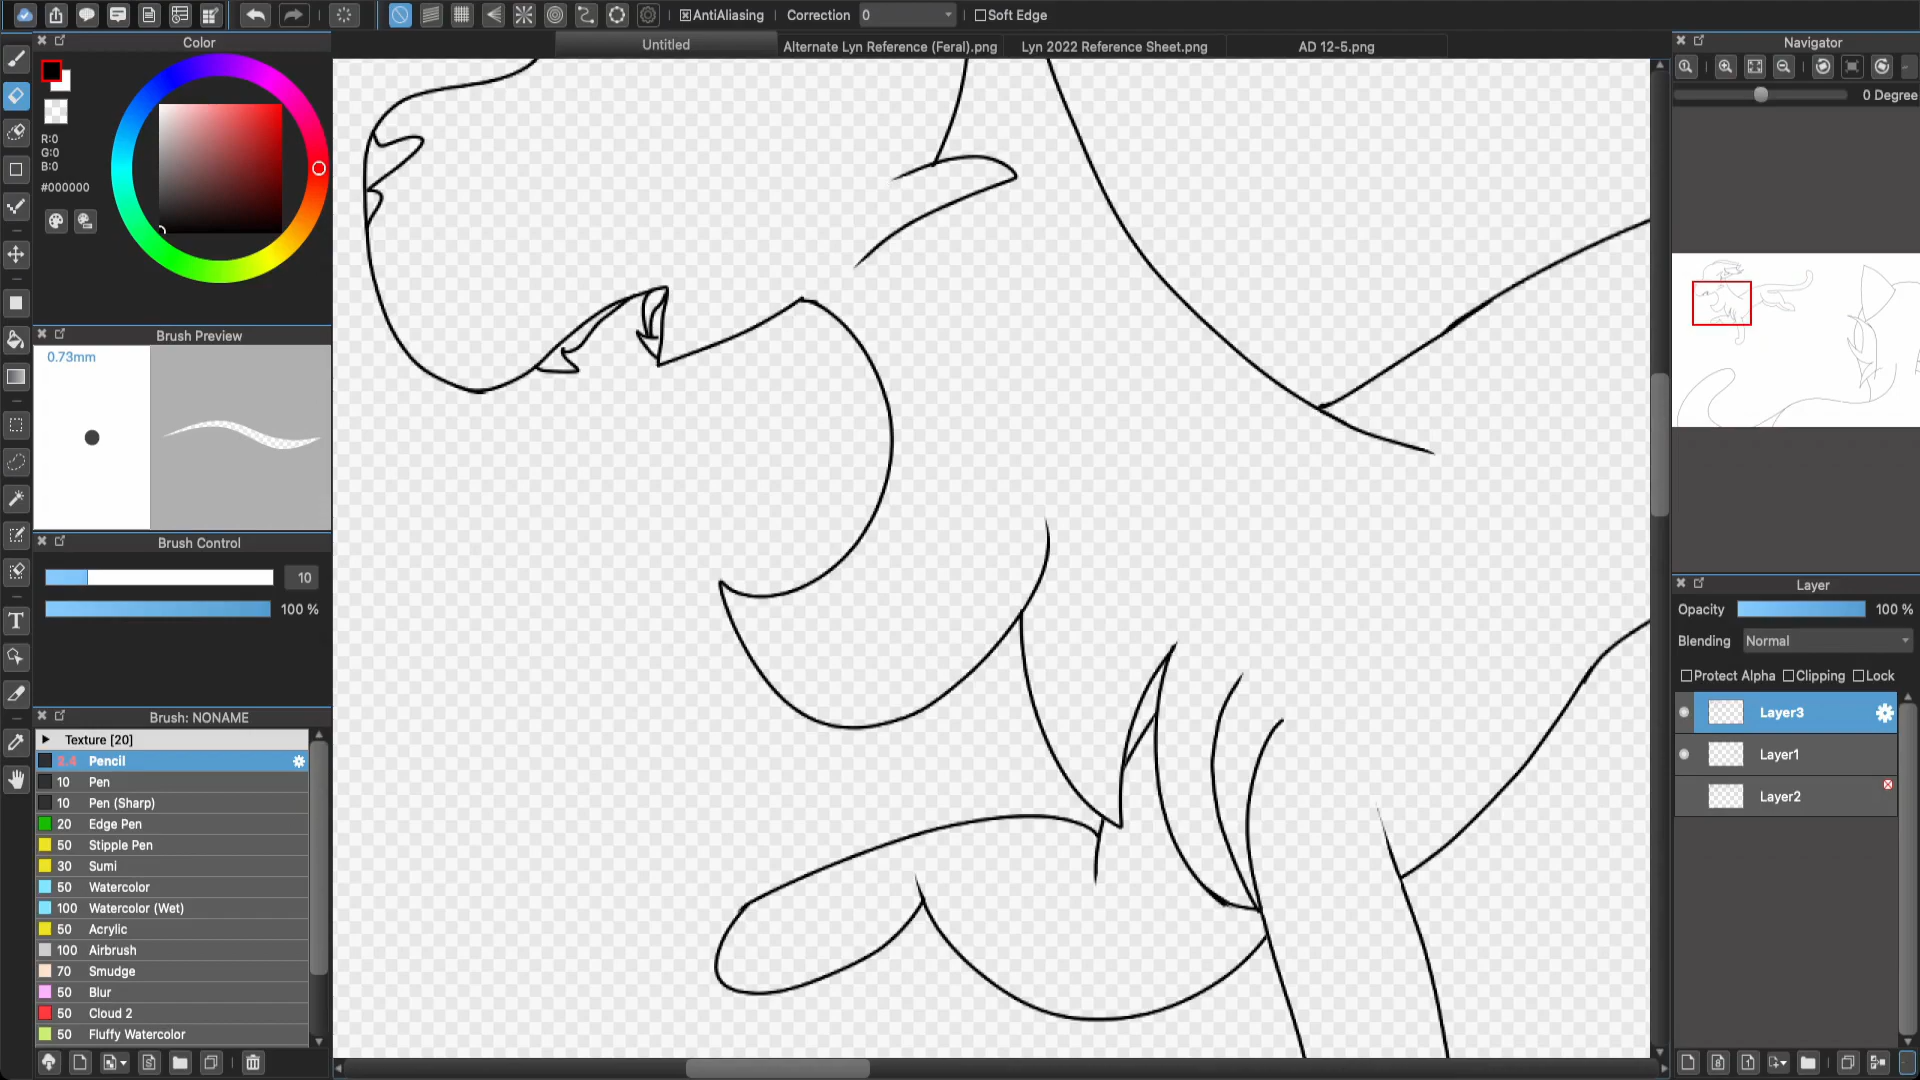 AntiAliasing
Correction 0
Soft Edge
Color
Untitled
Alternate Lyn Reference (Feral).png
Lyn 2022 Reference Sheet.png
AD 12-5.png
Navigator
0 Degree
R:0
G:0
B:0
#000000
Brush Preview
0.73mm
Brush Control
10
100 %
Brush: NONAME
Texture [20]
2.4 Pencil
10 Pen
10 Pen (Sharp)
20 Edge Pen
50 Stipple Pen
30 Sumi
50 Watercolor
100 Watercolor (Wet)
50 Acrylic
100 Airbrush
70 Smudge
50 Blur
50 Cloud 2
50 Fluffy Watercolor
Layer
Opacity 100 %
Blending Normal
Protect Alpha Clipping Lock
Layer3
Layer1
Layer2